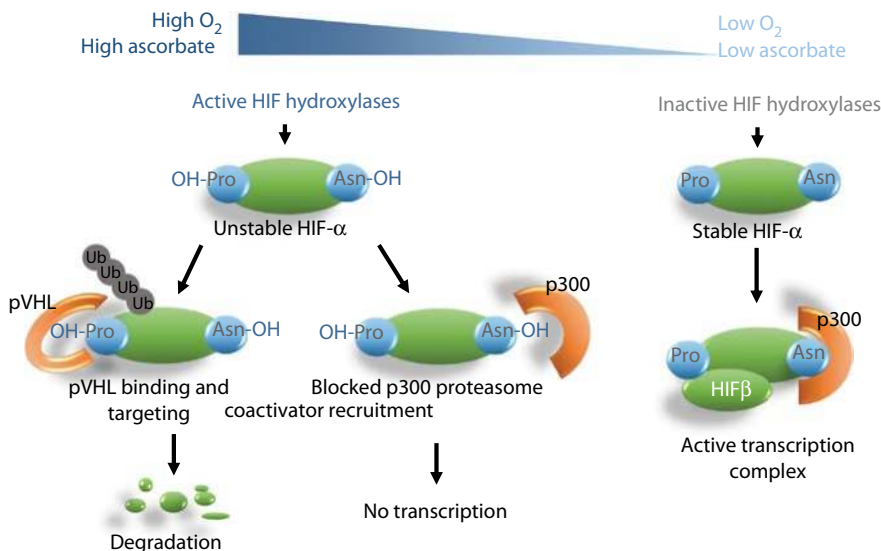 High O₂
High ascorbate
Low O₂
Low ascorbate
Active HIF hydroxylases
Inactive HIF hydroxylases
OH-Pro
Asn-OH
Unstable HIF-α
Pro
Asn
Stable HIF-α
Ub
Ub
Ub
Ub
pVHL
OH-Pro
Asn-OH
pVHL binding and
targeting
p300
OH-Pro
Asn-OH
Blocked p300 proteasome
coactivator recruitment
p300
Pro
Asn
HIFβ
Active transcription
complex
Degradation
No transcription